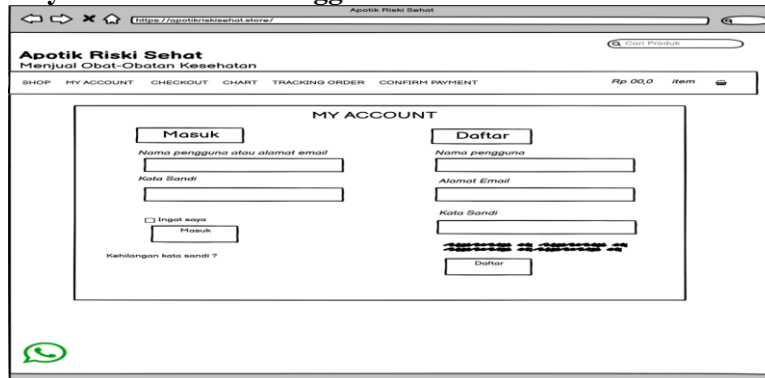 Apotik Riski Sehat
https://apotikriskisehat.store/
Cari Produk
Apotik Riski Sehat
Menjual Obat-Obatan Kesehatan
SHOP MY ACCOUNT CHECKOUT CHART TRACKING ORDER CONFIRM PAYMENT Rp 00,0 item
MY ACCOUNT
Masuk
Nama pengguna atau alamat email
Kata Sandi
Ingat saya
Masuk
Kehilangan kata sandi ?
Daftar
Nama pengguna
Alamat Email
Kata Sandi
Daftar